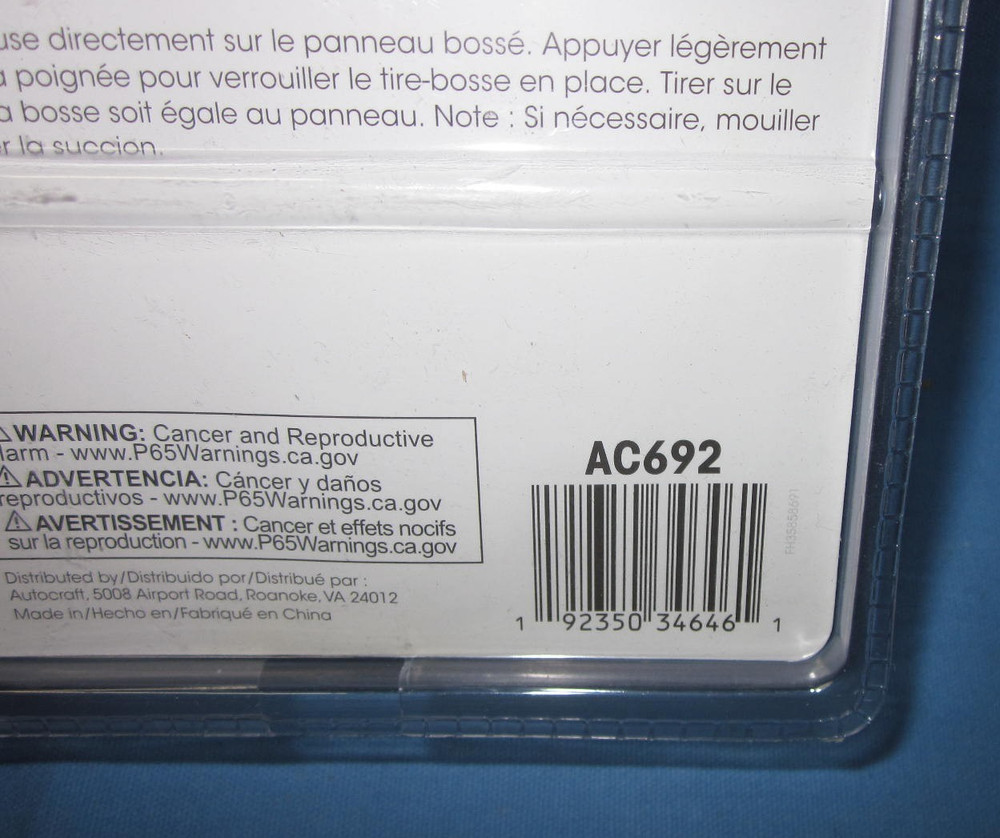 use directement sur le panneau bossé. Appuyer légèrement
a poignée pour verrouiller le tire-bosse en place. Tirer sur le
a bosse soit égale au panneau. Note : Si nécessaire, mouiller
r la succion.
⚠WARNING: Cancer and Reproductive
Harm - www.P65Warnings.ca.gov
⚠ADVERTENCIA: Cáncer y daños
reproductivos - www.P65Warnings.ca.gov
⚠AVERTISSEMENT : Cancer et effets nocifs
sur la reproduction - www.P65Warnings.ca.gov
Distributed by/Distribuido por/Distribué par :
Autocraft, 5008 Airport Road, Roanoke, VA 24012
Made in/Hecho en/Fabriqué en China
AC692
1 92350 34646 1
FH35858691